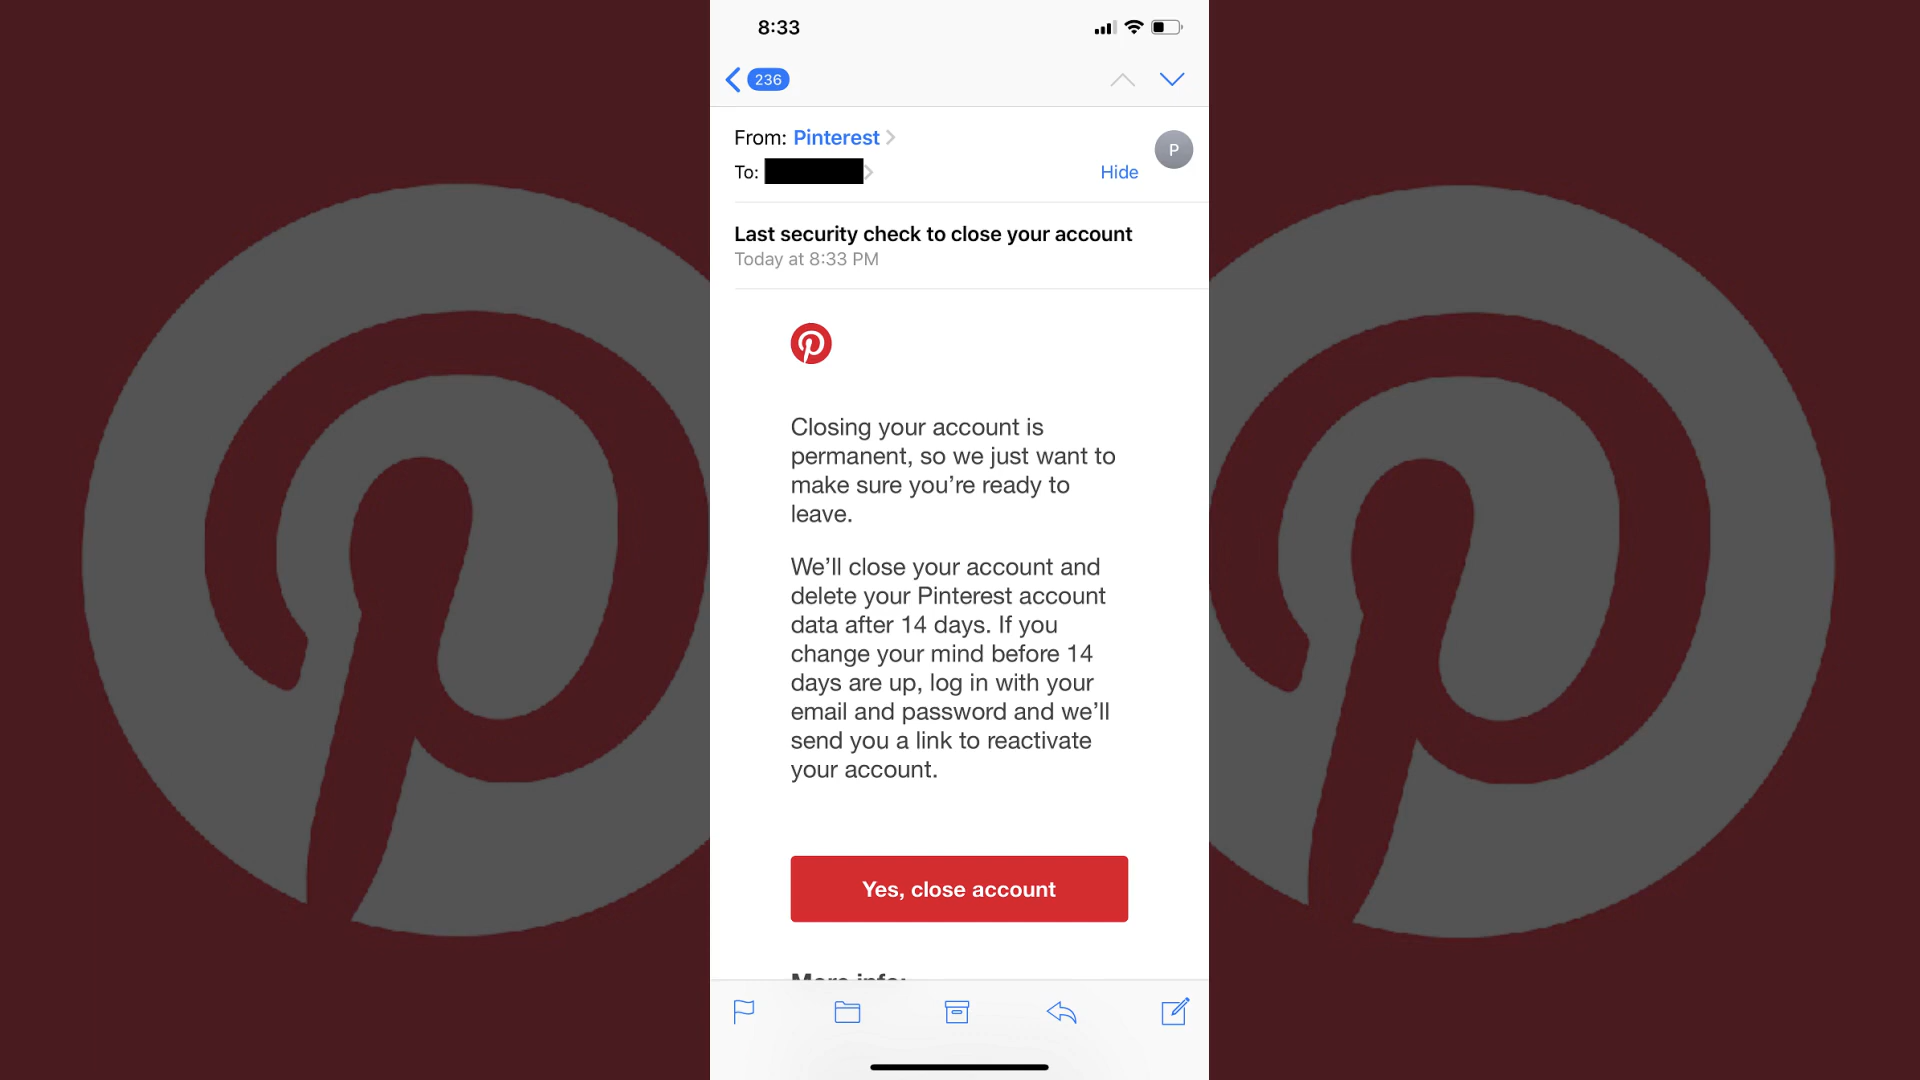 8:33
236
From: Pinterest
To:
Hide
P
Last security check to close your account
Today at 8:33 PM
Closing your account is
permanent, so we just want to
make sure you’re ready to
leave.
We’ll close your account and
delete your Pinterest account
data after 14 days. If you
change your mind before 14
days are up, log in with your
email and password and we’ll
send you a link to reactivate
your account.
Yes, close account
More info: